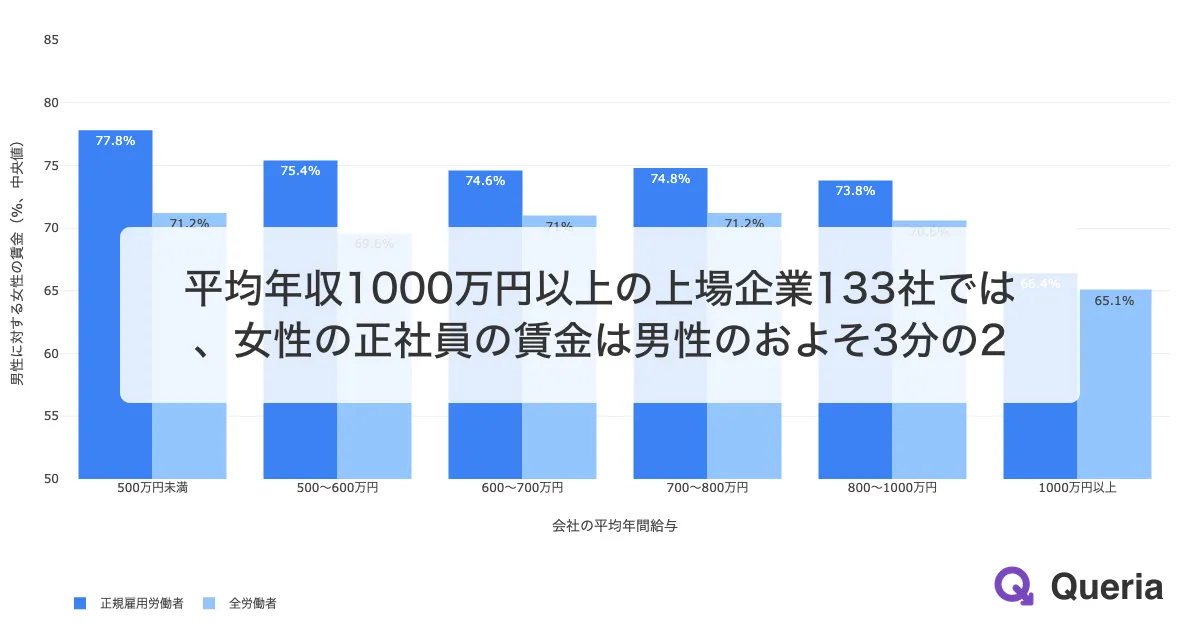 85
80
75
70
65
60
55
50
男性に対する女性の賃金（%、中央値）
77.8%
71.2%
75.4%
69.6%
74.6%
71%
74.8%
71.2%
73.8%
70.6%
66.4%
65.1%
平均年収1000万円以上の上場企業133社では
、女性の正社員の賃金は男性のおよそ3分の2
500万円未満
500〜600万円
600〜700万円
700〜800万円
800〜1000万円
1000万円以上
会社の平均年間給与
正規雇用労働者
全労働者
Queria